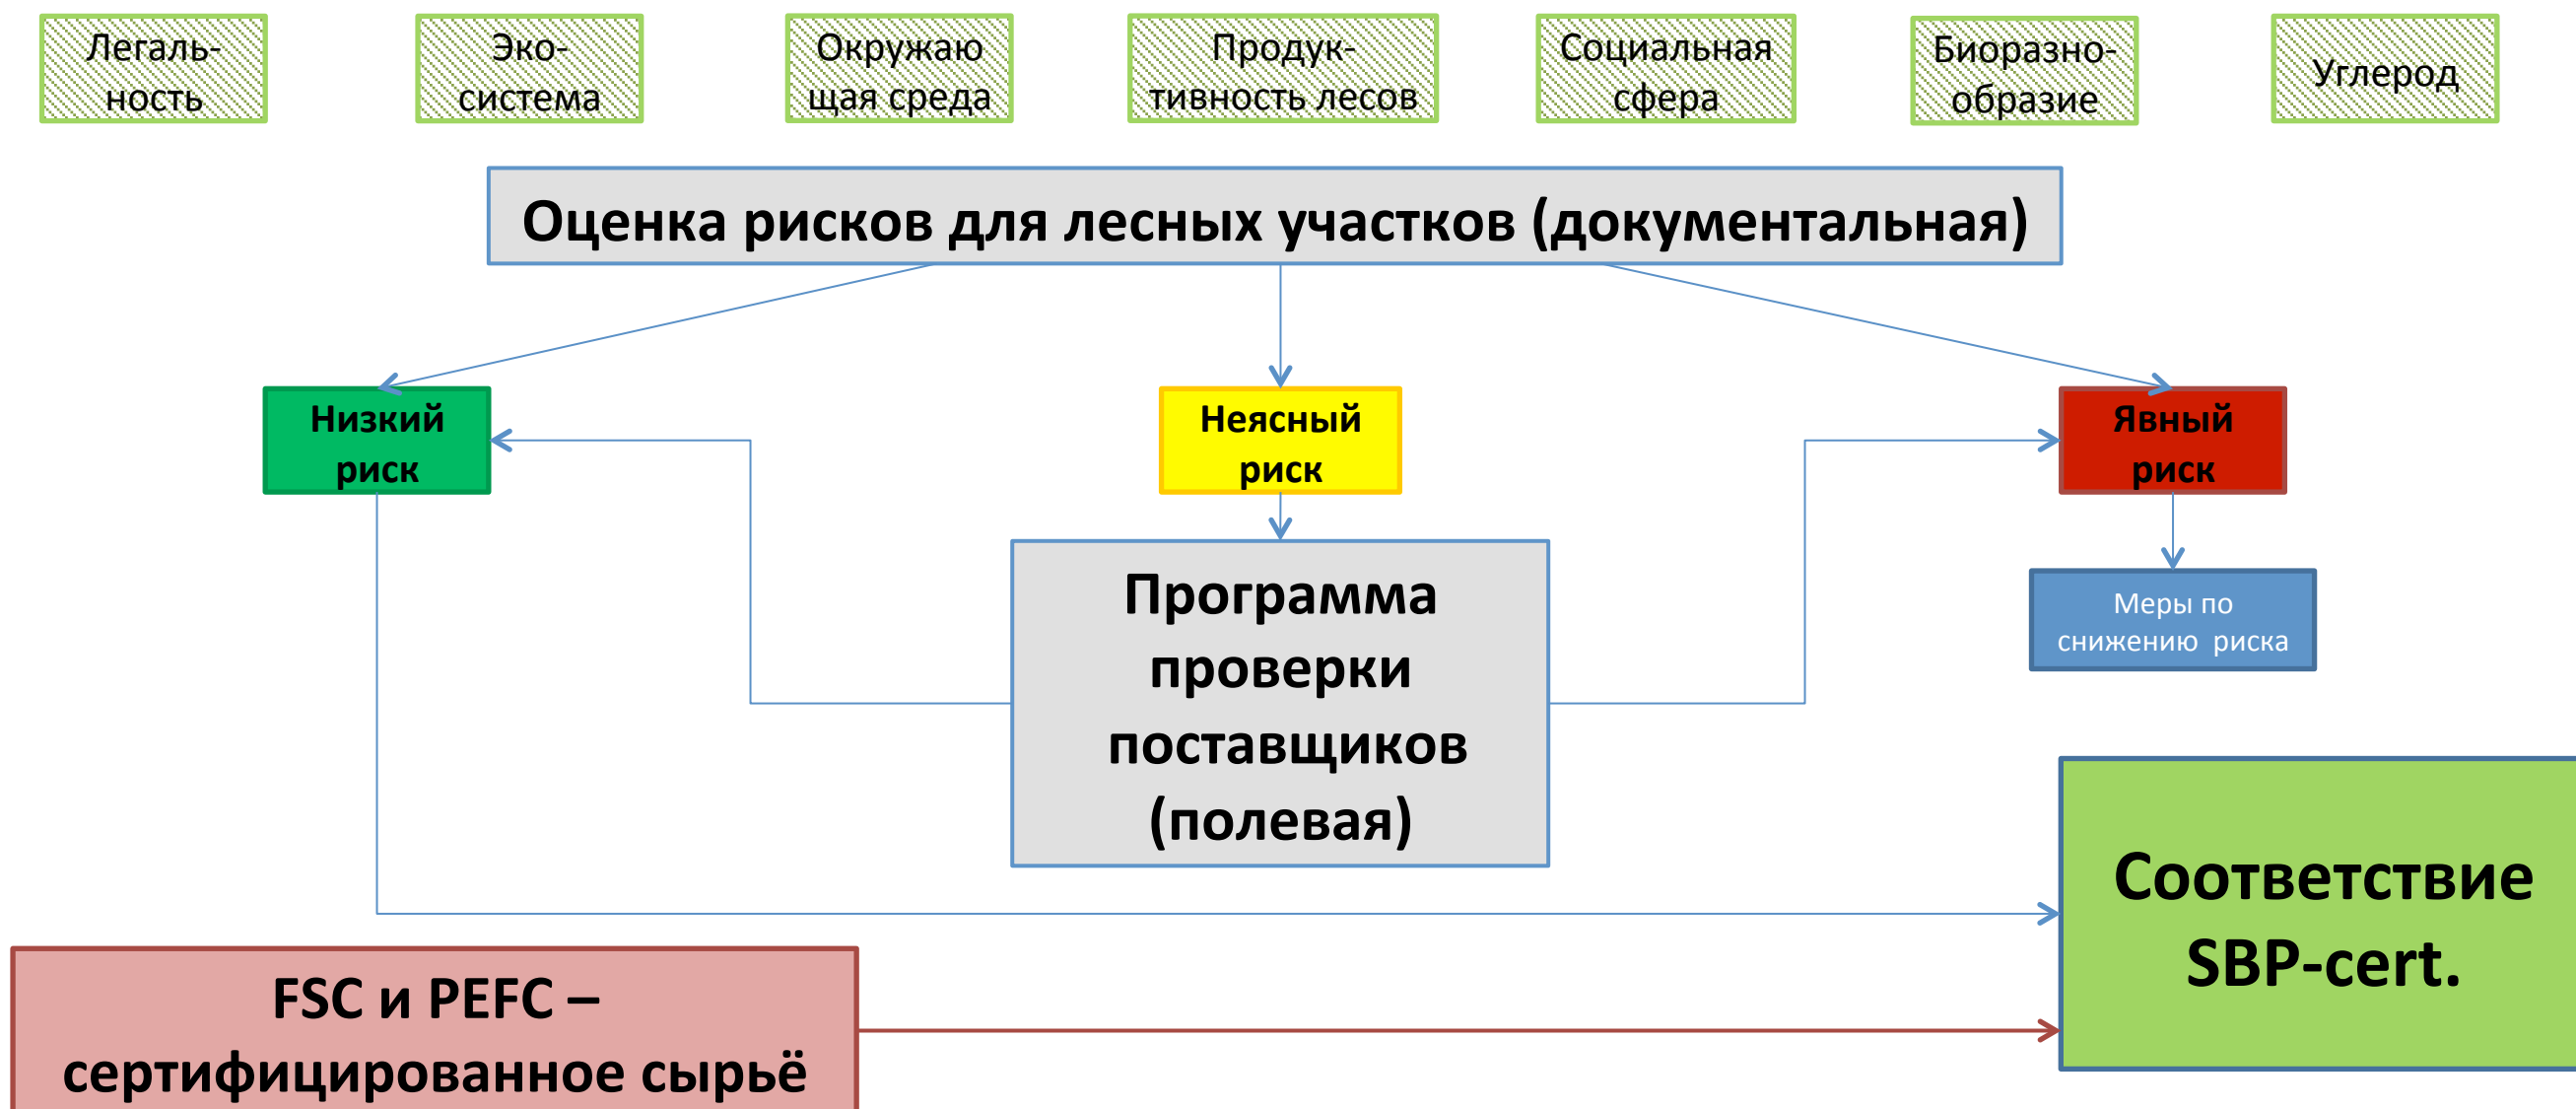 Легаль-
ность
Эко-
система
Окружаю
щая среда
Продук-
тивность лесов
Социальная
сфера
Биоразно-
образие
Углерод
Оценка рисков для лесных участков (документальная)
Низкий
риск
Неясный
риск
Явный
риск
Программа
проверки
поставщиков
(полевая)
Меры по
снижению риска
Соответствие
SBP-cert.
FSC и PEFC –
сертифицированное сырьё